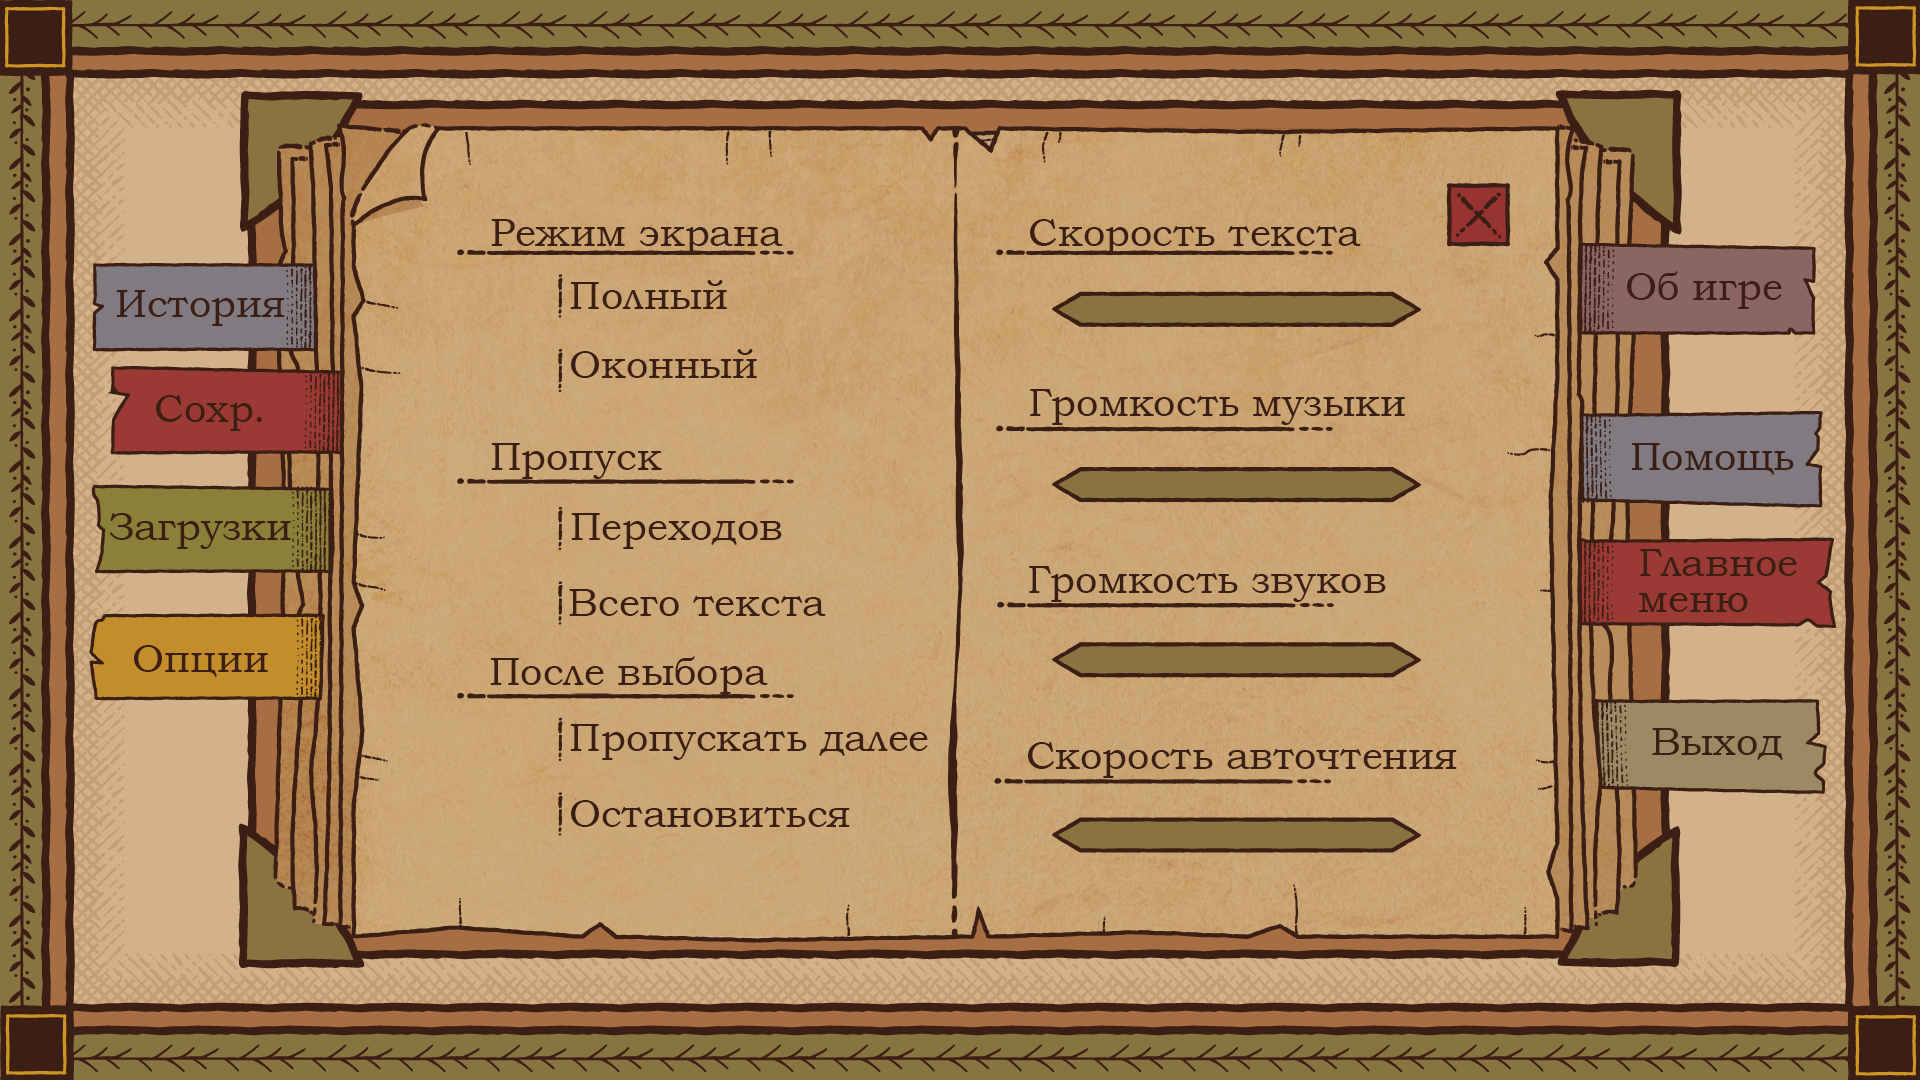 История
Сохр.
Загрузки
Опции
Режим экрана
Полный
Оконный
Пропуск
Переходов
Всего текста
После выбора
Пропускать далее
Остановиться
Скорость текста
Громкость музыки
Громкость звуков
Скорость авточтения
Об игре
Помощь
Главное
меню
Выход